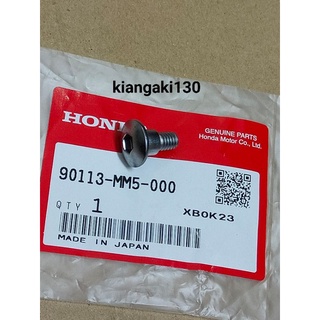 kiangaki130
HONDA
GENUINE PARTS
Honda Motor Co., Ltd.
90113-MM5-000
QTY 1
XB0K23
MADE IN JAPAN